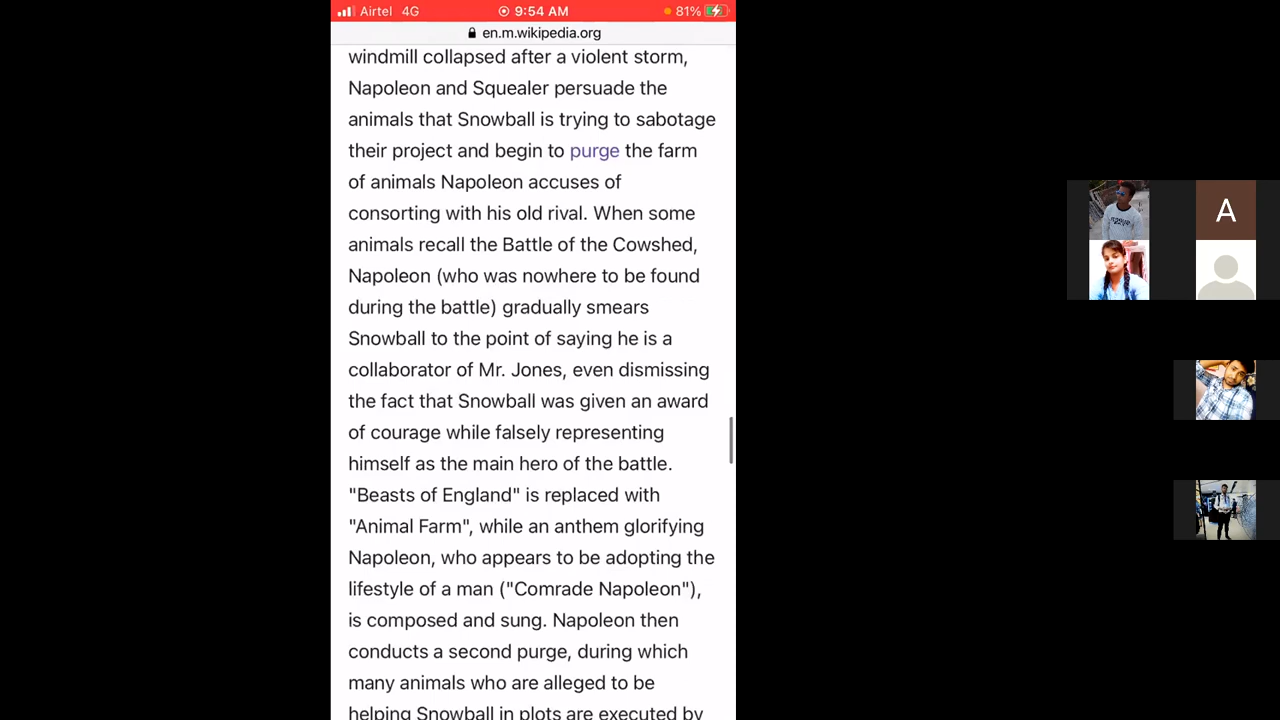 Airtel 4G 9:54 AM 81%
en.m.wikipedia.org
windmill collapsed after a violent storm,
Napoleon and Squealer persuade the
animals that Snowball is trying to sabotage
their project and begin to purge the farm
of animals Napoleon accuses of
consorting with his old rival. When some
animals recall the Battle of the Cowshed,
Napoleon (who was nowhere to be found
during the battle) gradually smears
Snowball to the point of saying he is a
collaborator of Mr. Jones, even dismissing
the fact that Snowball was given an award
of courage while falsely representing
himself as the main hero of the battle.
"Beasts of England" is replaced with
"Animal Farm", while an anthem glorifying
Napoleon, who appears to be adopting the
lifestyle of a man ("Comrade Napoleon"),
is composed and sung. Napoleon then
conducts a second purge, during which
many animals who are alleged to be
helping Snowball in plots are executed by
A